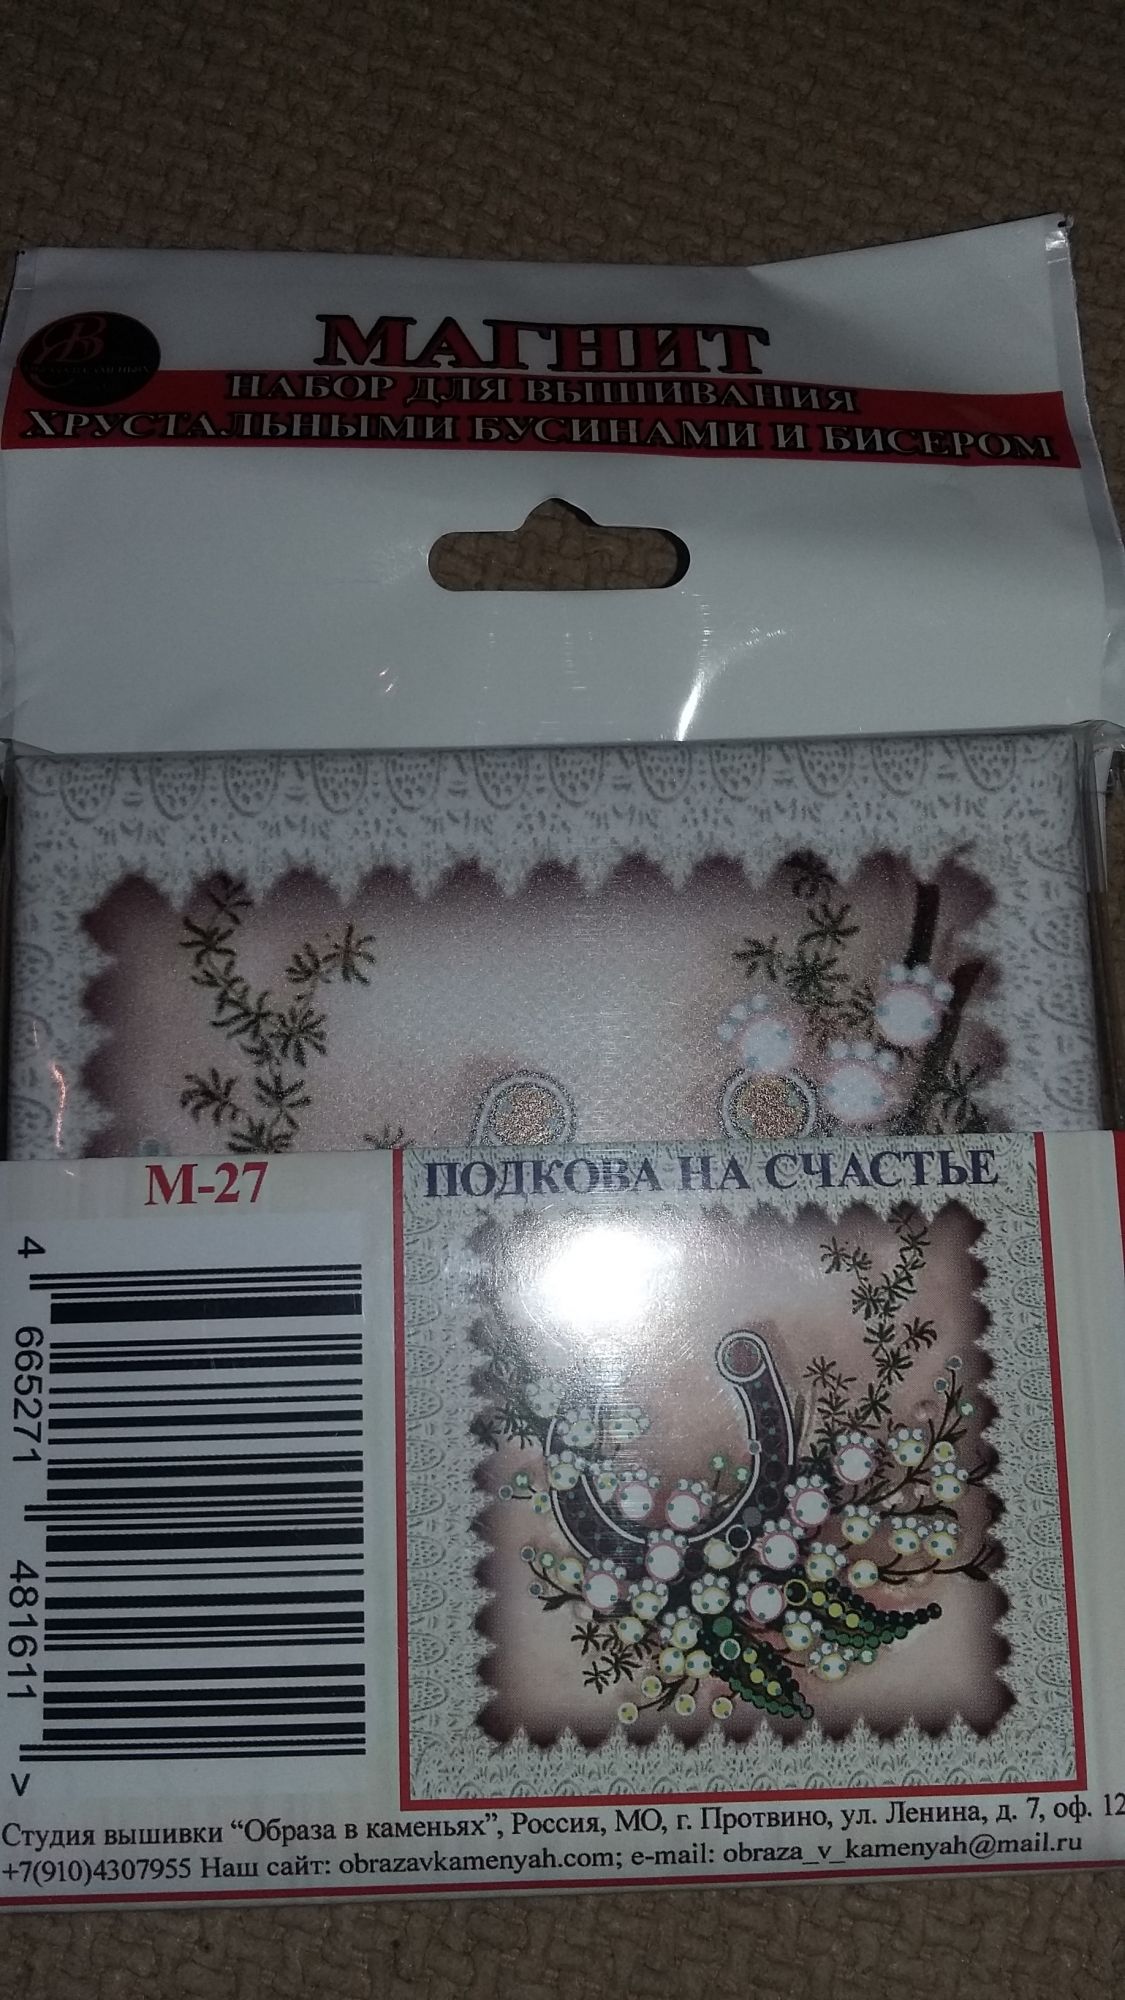 МАГНИТ
НАБОР ДЛЯ ВЫШИВАНИЯ
ХРУСТАЛЬНЫМИ БУСИНАМИ И БИСЕРОМ
М-27
ПОДКОВА НА СЧАСТЬЕ
4 665271 481611 >
Студия вышивки “Образа в каменьях”, Россия, МО, г. Протвино, ул. Ленина, д. 7, оф. 12
+7(910)4307955 Наш сайт: obrazavkamenyah.com; e-mail: obraza_v_kamenyah@mail.ru